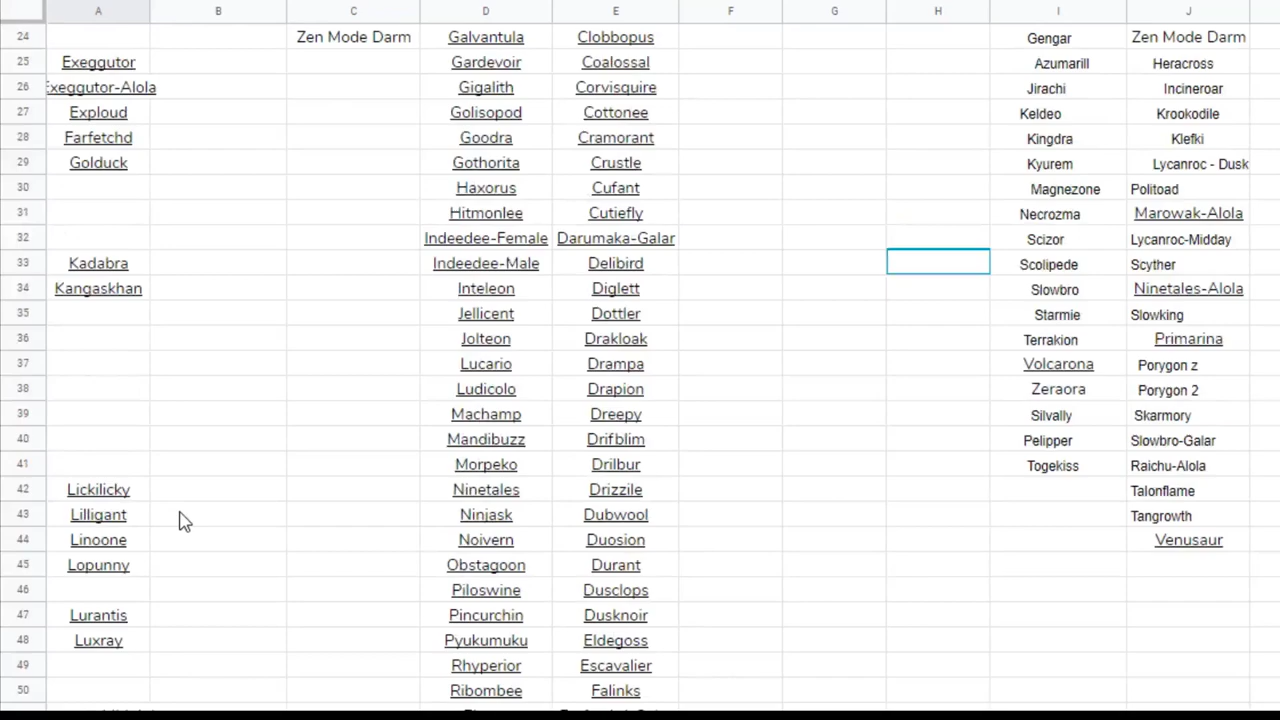 A B C D E F G H I J
24 Zen Mode Darm Galvantula Clobbopus Gengar Zen Mode Darm
25 Exeggutor Gardevoir Coalossal Azumarill Heracross
26 Exeggutor-Alola Gigalith Corvisquire Jirachi Incineroar
27 Exploud Golisopod Cottonee Keldeo Krookodile
28 Farfetchd Goodra Cramorant Kingdra Klefki
29 Golduck Gothorita Crustle Kyurem Lycanroc - Dusk
30 Haxorus Cufant Magnezone Politoad
31 Hitmonlee Cutiefly Necrozma Marowak-Alola
32 Indeedee-Female Darumaka-Galar Scizor Lycanroc-Midday
33 Kadabra Indeedee-Male Delibird Scolipede Scyther
34 Kangaskhan Inteleon Diglett Slowbro Ninetales-Alola
35 Jellicent Dottler Starmie Slowking
36 Jolteon Drakloak Terrakion Primarina
37 Lucario Drampa Volcarona Porygon z
38 Ludicolo Drapion Zeraora Porygon 2
39 Machamp Dreepy Silvally Skarmory
40 Mandibuzz Drifblim Pelipper Slowbro-Galar
41 Morpeko Drilbur Togekiss Raichu-Alola
42 Lickilicky Ninetales Drizzile Talonflame
43 Lilligant Ninjask Dubwool Tangrowth
44 Linoone Noivern Duosion Venusaur
45 Lopunny Obstagoon Durant
46 Piloswine Dusclops
47 Lurantis Pincurchin Dusknoir
48 Luxray Pyukumuku Eldegoss
49 Rhyperior Escavalier
50 Ribombee Falinks